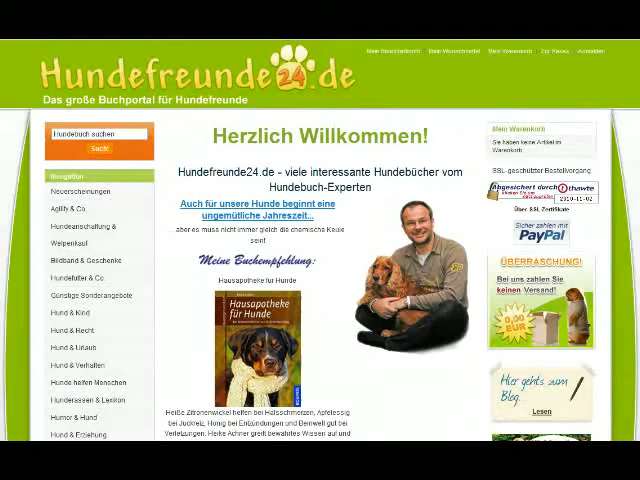 Mein Warenkorb
Zur Kasse
Anmelden
Hundefreunde24.de
Das große Buchportal für Hundefreunde
Hundebuch suchen
Suche
Navigation
Neuerscheinungen
Agility & Co.
Hundeanschaffung &
Welpenkauf
Bildband & Geschenke
Hundefutter & Co.
Günstige Sonderangebote
Hund & Kind
Hund & Recht
Hund & Urlaub
Hund & Verhalten
Hunde helfen Menschen
Hunderassen & Lexikon
Humor & Hund
Hund & Erziehung
Herzlich Willkommen!
Hundefreunde24.de - viele interessante Hundebücher vom
Hundebuch-Experten
Auch für unsere Hunde beginnt eine
ungemütliche Jahreszeit...
...aber es muss nicht immer gleich die chemische Keule
sein!
Meine Buchempfehlung:
Hausapotheke für Hunde
Hausapotheke
für Hunde
KOSMOS
Heiße Zitronenwickel helfen bei Halsschmerzen, Apfelessig
bei Juckreiz, Honig bei Entzündungen und Beinwell gut bei
Verletzungen. Heike Achner greift bewährtes Wissen auf und
Mein Warenkorb
Sie haben keine Artikel im
Warenkorb.
SSL-geschützter Bestellvorgang
Abgesichert durch thawte
2010-11-02
Über SSL-Zertifikate
Sicher zahlen mit
PayPal
ÜBERRASCHUNG!
Bei uns zahlen Sie
keinen Versand!
0,00
EUR
Hier gehts zum
Blog.
Lesen